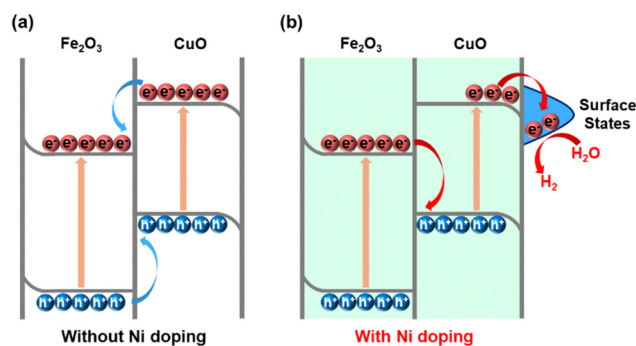 (a)
Fe₂O₃ CuO
e⁻ e⁻ e⁻ e⁻ e⁻
e⁻ e⁻ e⁻ e⁻ e⁻
h⁺ h⁺ h⁺ h⁺ h⁺
h⁺ h⁺ h⁺ h⁺ h⁺
Without Ni doping
(b)
Fe₂O₃ CuO
e⁻ e⁻ e⁻
e⁻ e⁻
Surface
States
e⁻ e⁻ e⁻ e⁻ e⁻
H₂O
H₂
h⁺ h⁺ h⁺ h⁺ h⁺
h⁺ h⁺ h⁺ h⁺ h⁺
With Ni doping